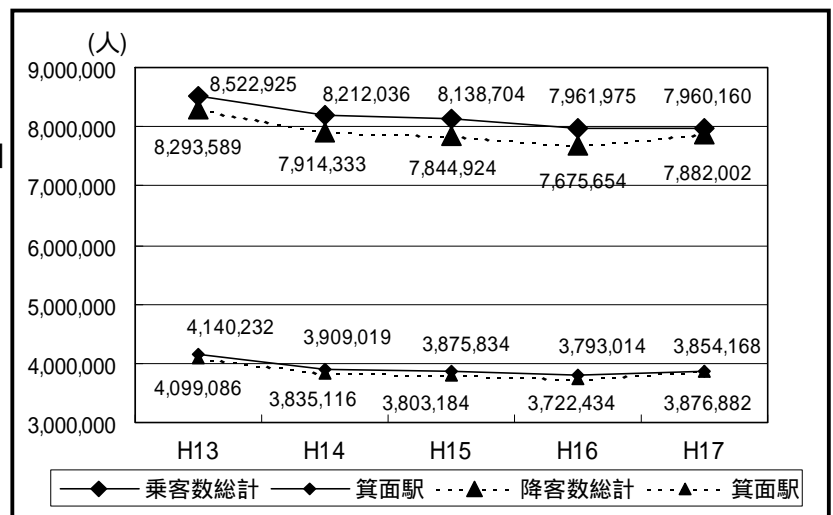 (人)
9,000,000
8,522,925 8,212,036 8,138,704 7,961,975 7,960,160
8,000,000
8,293,589 7,914,333 7,844,924 7,675,654 7,882,002
7,000,000
6,000,000
5,000,000
4,140,232 3,909,019 3,875,834 3,793,014 3,854,168
4,000,000
4,099,086 3,835,116 3,803,184 3,722,434 3,876,882
3,000,000
H13 H14 H15 H16 H17
乗客数総計 箕面駅 降客数総計 箕面駅